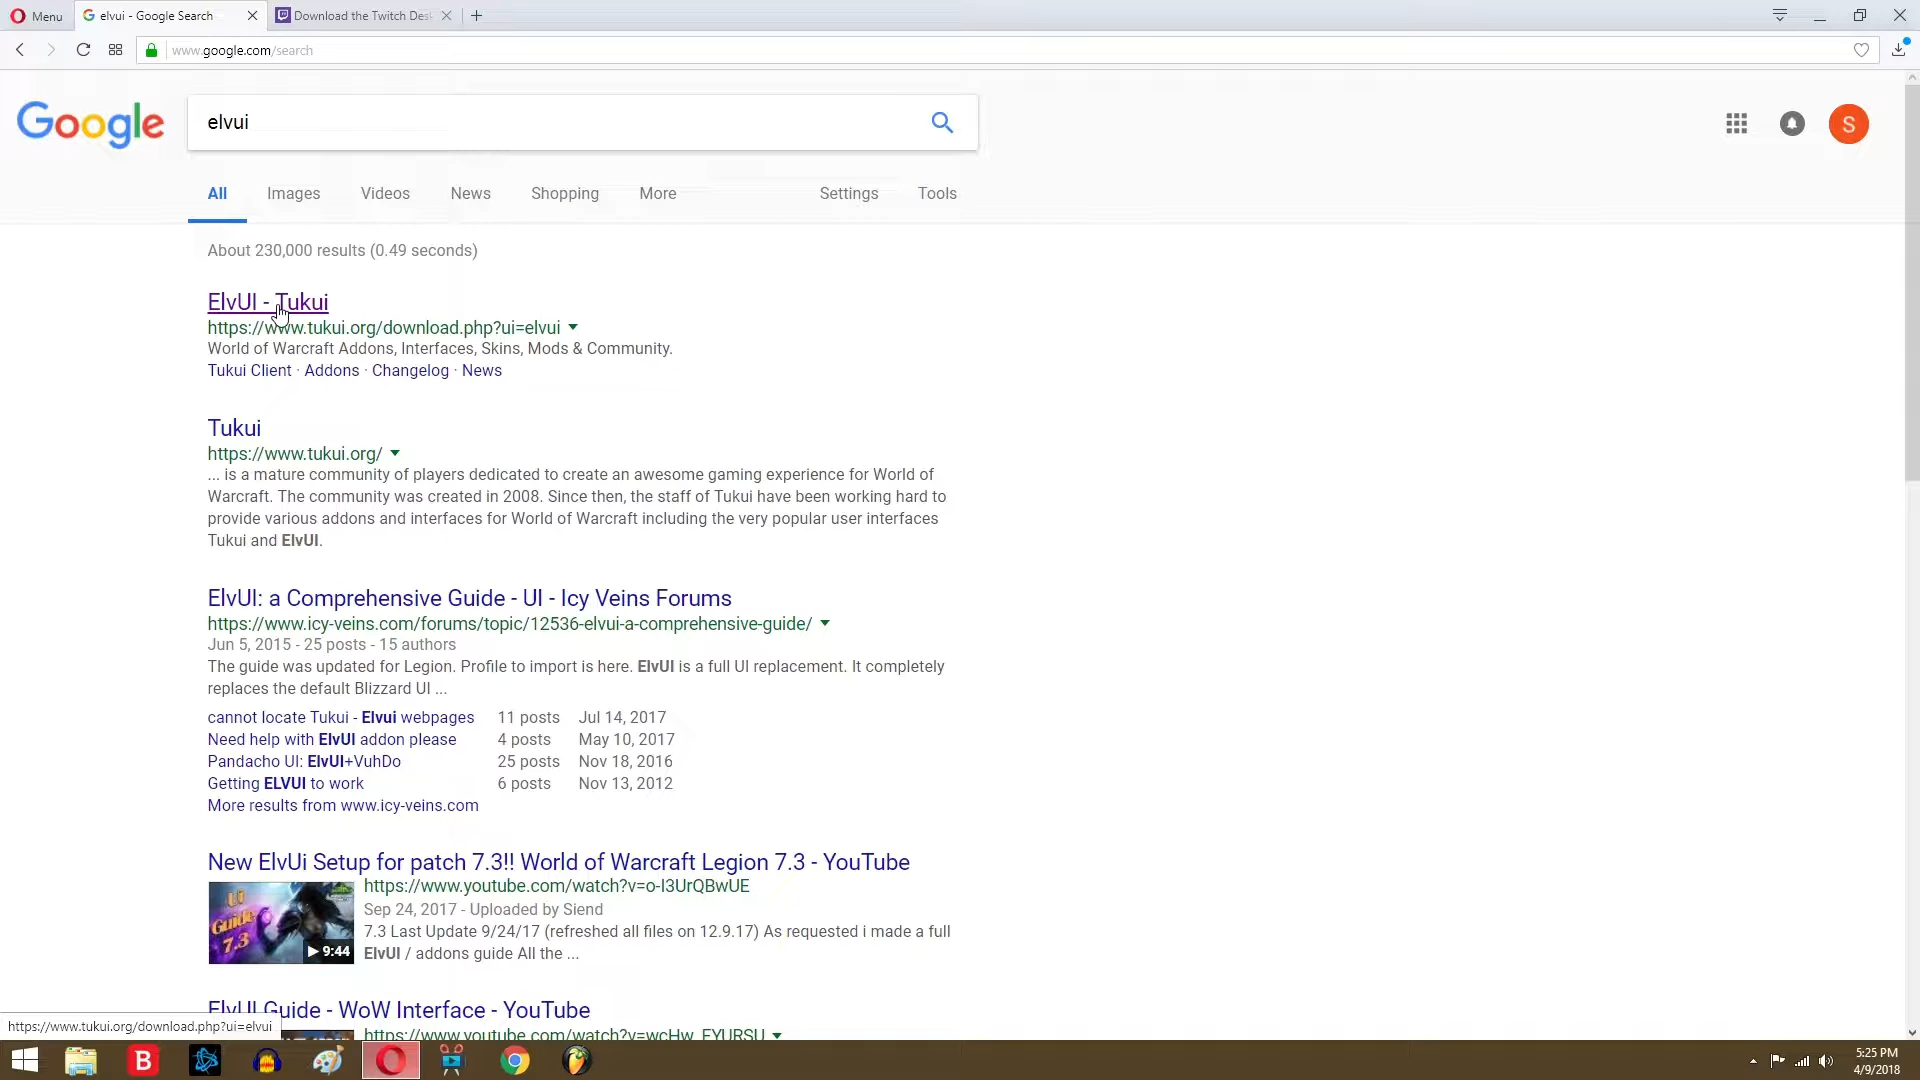 Menu
elvui - Google Search
Download the Twitch Des
www.google.com/search
Google
elvui
S
All Images Videos News Shopping More Settings Tools
About 230,000 results (0.49 seconds)
ElvUI - Tukui
https://www.tukui.org/download.php?ui=elvui
World of Warcraft Addons, Interfaces, Skins, Mods & Community.
Tukui Client · Addons · Changelog · News
Tukui
https://www.tukui.org/
... is a mature community of players dedicated to create an awesome gaming experience for World of
Warcraft. The community was created in 2008. Since then, the staff of Tukui have been working hard to
provide various addons and interfaces for World of Warcraft including the very popular user interfaces
Tukui and ElvUI.
ElvUI: a Comprehensive Guide - UI - Icy Veins Forums
https://www.icy-veins.com/forums/topic/12536-elvui-a-comprehensive-guide/
Jun 5, 2015 - 25 posts - 15 authors
The guide was updated for Legion. Profile to import is here. ElvUI is a full UI replacement. It completely
replaces the default Blizzard UI ...
cannot locate Tukui - Elvui webpages 11 posts Jul 14, 2017
Need help with ElvUI addon please 4 posts May 10, 2017
Pandacho UI: ElvUI+VuhDo 25 posts Nov 18, 2016
Getting ELVUI to work 6 posts Nov 13, 2012
More results from www.icy-veins.com
New ElvUi Setup for patch 7.3!! World of Warcraft Legion 7.3 - YouTube
https://www.youtube.com/watch?v=o-I3UrQBwUE
Sep 24, 2017 - Uploaded by Siend
7.3 Last Update 9/24/17 (refreshed all files on 12.9.17) As requested i made a full
ElvUI / addons guide All the ...
UI
Guide
7.3
9:44
ElvUI Guide - WoW Interface - YouTube
https://www.youtube.com/watch?v=wcHw_EYURSU
https://www.tukui.org/download.php?ui=elvui
B
5:25 PM
4/9/2018